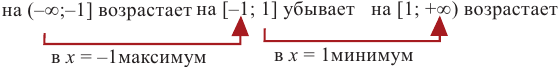 на (–∞;–1] возрастает на [–1; 1] убывает на [1; +∞) возрастает
в x = –1максимум в x = 1минимум